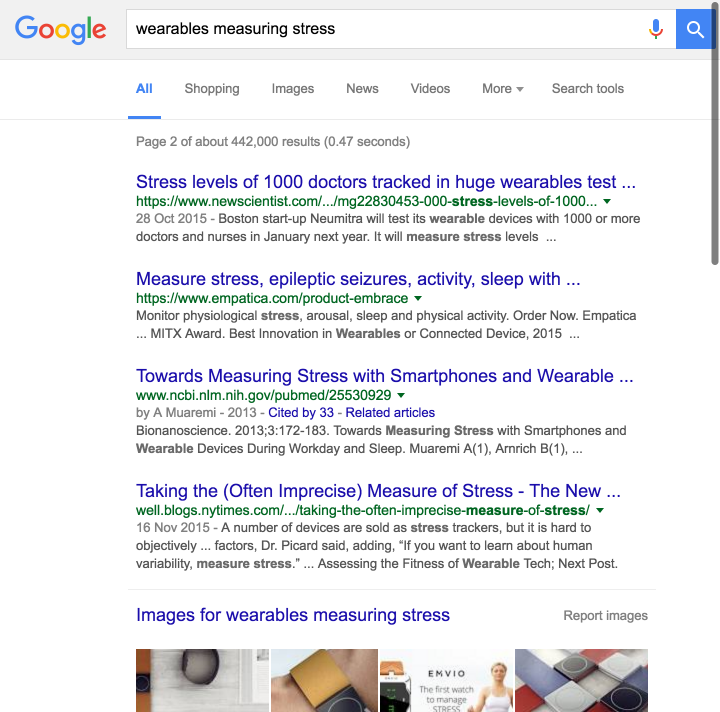 Google
wearables measuring stress
All Shopping Images News Videos More Search tools
Page 2 of about 442,000 results (0.47 seconds)
Stress levels of 1000 doctors tracked in huge wearables test ...
https://www.newscientist.com/.../mg22830453-000-stress-levels-of-1000...
28 Oct 2015 - Boston start-up Neumitra will test its wearable devices with 1000 or more
doctors and nurses in January next year. It will measure stress levels ...
Measure stress, epileptic seizures, activity, sleep with ...
https://www.empatica.com/product-embrace
Monitor physiological stress, arousal, sleep and physical activity. Order Now. Empatica
... MITX Award. Best Innovation in Wearables or Connected Device, 2015 ...
Towards Measuring Stress with Smartphones and Wearable ...
www.ncbi.nlm.nih.gov/pubmed/25530929
by A Muaremi - 2013 - Cited by 33 - Related articles
Bionanoscience. 2013;3:172-183. Towards Measuring Stress with Smartphones and
Wearable Devices During Workday and Sleep. Muaremi A(1), Arnrich B(1), ...
Taking the (Often Imprecise) Measure of Stress - The New ...
well.blogs.nytimes.com/.../taking-the-often-imprecise-measure-of-stress/
16 Nov 2015 - A number of devices are sold as stress trackers, but it is hard to
objectively ... factors, Dr. Picard said, adding, “If you want to learn about human
variability, measure stress.” ... Assessing the Fitness of Wearable Tech; Next Post.
Images for wearables measuring stress
Report images
EMVIO
The first watch
to manage
STRESS